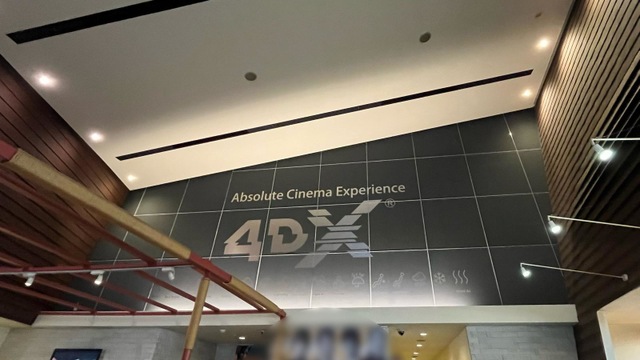 Absolute Cinema Experience
4DX®